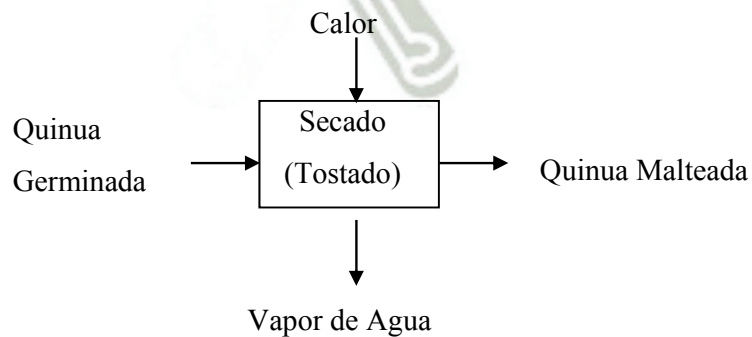 Calor
Quinua
Germinada
Secado
(Tostado)
Quinua Malteada
Vapor de Agua